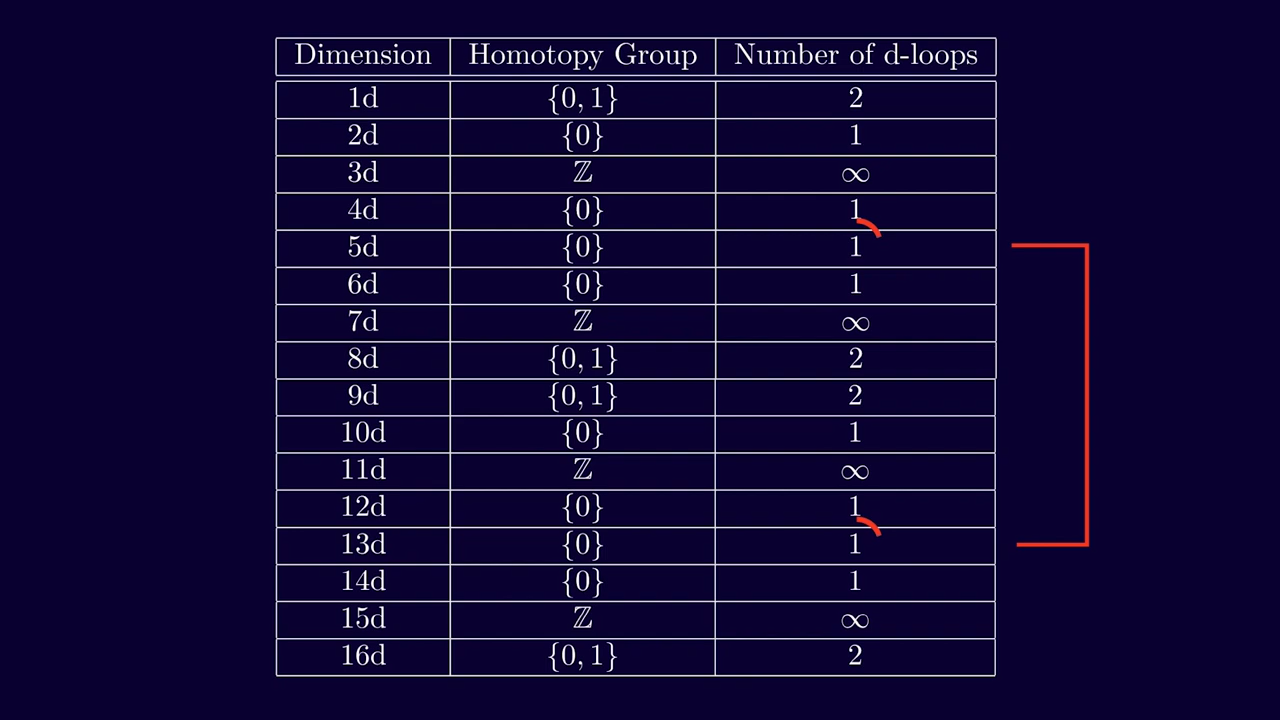 Dimension Homotopy Group Number of d-loops
1d {0, 1} 2
2d {0} 1
3d ℤ ∞
4d {0} 1
5d {0} 1
6d {0} 1
7d ℤ ∞
8d {0, 1} 2
9d {0, 1} 2
10d {0} 1
11d ℤ ∞
12d {0} 1
13d {0} 1
14d {0} 1
15d ℤ ∞
16d {0, 1} 2